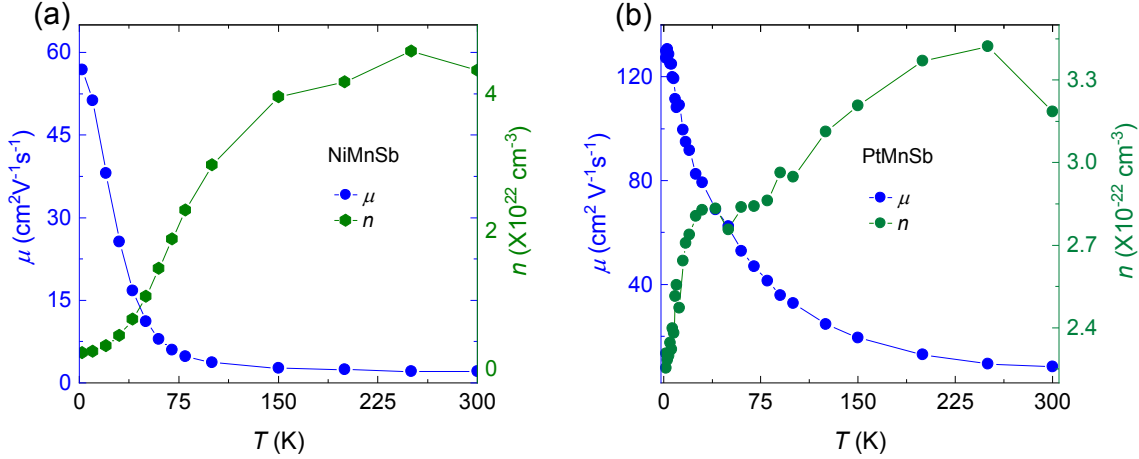 (a)
60
45
30
15
0
μ (cm²V⁻¹s⁻¹)
NiMnSb
μ
n
4
2
0
n (X10²² cm⁻³)
0
75
150
225
300
T (K)
(b)
120
80
40
μ (cm² V⁻¹s⁻¹)
PtMnSb
μ
n
3.3
3.0
2.7
2.4
n (X10⁻²² cm⁻³)
0
75
150
225
300
T (K)